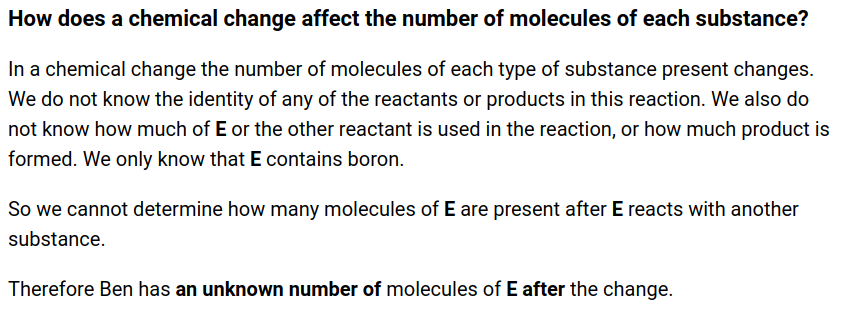 How does a chemical change affect the number of molecules of each substance?
In a chemical change the number of molecules of each type of substance present changes.
We do not know the identity of any of the reactants or products in this reaction. We also do
not know how much of E or the other reactant is used in the reaction, or how much product is
formed. We only know that E contains boron.
So we cannot determine how many molecules of E are present after E reacts with another
substance.
Therefore Ben has an unknown number of molecules of E after the change.